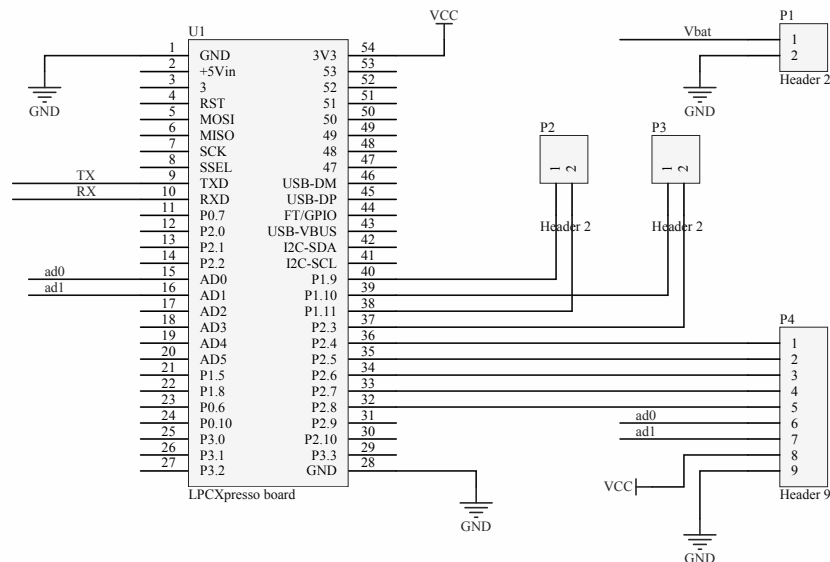 VCC
P1
U1
Vbat
1
2
Header 2
GND
1 GND 3V3 54
2 +5Vin 53 53
3 3 52 52
4 RST 51 51
5 MOSI 50 50
6 MISO 49 49
7 SCK 48 48
8 SSEL 47 47
TX 9 TXD USB-DM 46
RX 10 RXD USB-DP 45
11 P0.7 FT/GPIO 44
12 P2.0 USB-VBUS 43
13 P2.1 I2C-SDA 42
14 P2.2 I2C-SCL 41
ad0 15 AD0 P1.9 40
ad1 16 AD1 P1.10 39
17 AD2 P1.11 38
18 AD3 P2.3 37
19 AD4 P2.4 36
20 AD5 P2.5 35
21 P1.5 P2.6 34
22 P1.8 P2.7 33
23 P0.6 P2.8 32
24 P0.10 P2.9 31
25 P3.0 P2.10 30
26 P3.1 P3.3 29
27 P3.2 GND 28
LPCXpresso board
GND
GND
P2
1 2
Header 2
P3
1 2
Header 2
P4
1
2
3
4
5
ad0 6
ad1 7
8
VCC 9
Header 9
GND